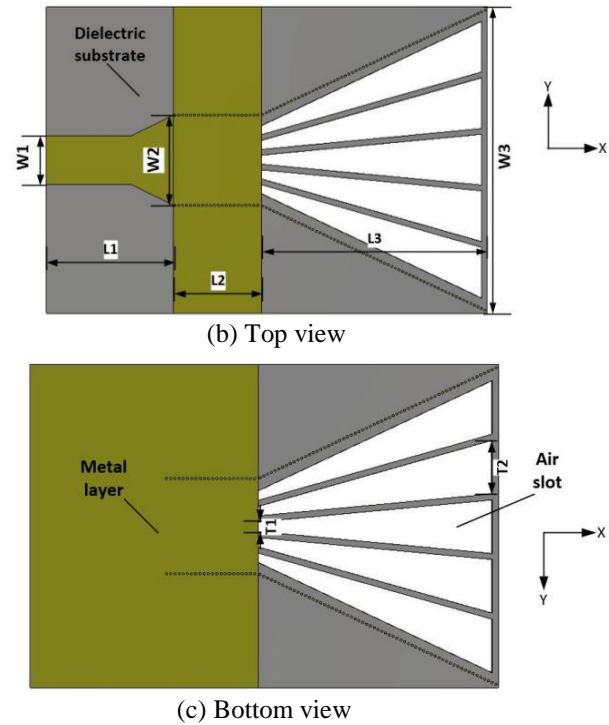 Dielectric
substrate
W1
W2
L1
L2
L3
W3
Y
X
(b) Top view
Metal
layer
T1
T2
Air
slot
X
Y
(c) Bottom view